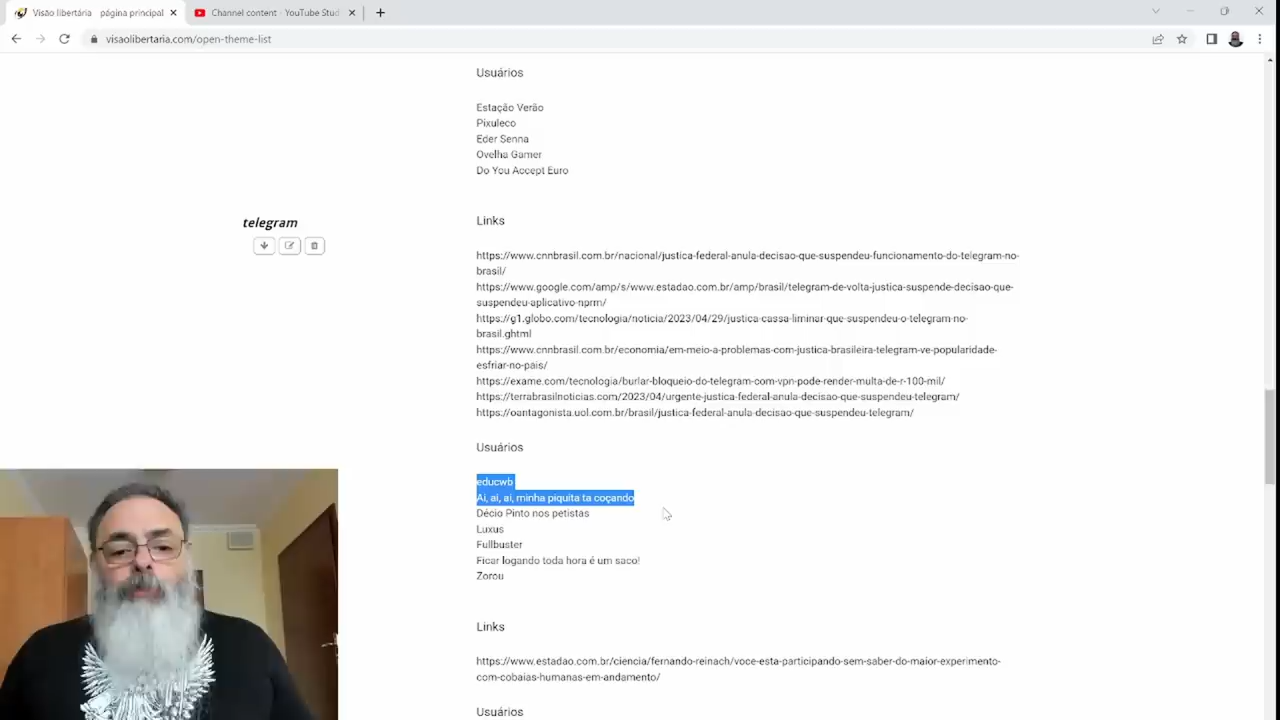 Visão libertária _ página principal
Channel content - YouTube Stud
visaolibertaria.com/open-theme-list
Usuários
Estação Verão
Pixuleco
Eder Senna
Ovelha Gamer
Do You Accept Euro
telegram
Links
https://www.cnnbrasil.com.br/nacional/justica-federal-anula-decisao-que-suspendeu-funcionamento-do-telegram-no-
brasil/
https://www.google.com/amp/s/www.estadao.com.br/amp/brasil/telegram-de-volta-justica-suspende-decisao-que-
suspendeu-aplicativo-nprm/
https://g1.globo.com/tecnologia/noticia/2023/04/29/justica-cassa-liminar-que-suspendeu-o-telegram-no-
brasil.ghtml
https://www.cnnbrasil.com.br/economia/em-meio-a-problemas-com-justica-brasileira-telegram-ve-popularidade-
esfriar-no-pais/
https://exame.com/tecnologia/burlar-bloqueio-do-telegram-com-vpn-pode-render-multa-de-r-100-mil/
https://terrabrasilnoticias.com/2023/04/urgente-justica-federal-anula-decisao-que-suspendeu-telegram/
https://oantagonista.uol.com.br/brasil/justica-federal-anula-decisao-que-suspendeu-telegram/
Usuários
educwb
Ai, ai, ai, minha piquita ta coçando
Décio Pinto nos petistas
Luxus
Fullbuster
Ficar logando toda hora é um saco!
Zorou
Links
https://www.estadao.com.br/ciencia/fernando-reinach/voce-esta-participando-sem-saber-do-maior-experimento-
com-cobaias-humanas-em-andamento/
Usuários